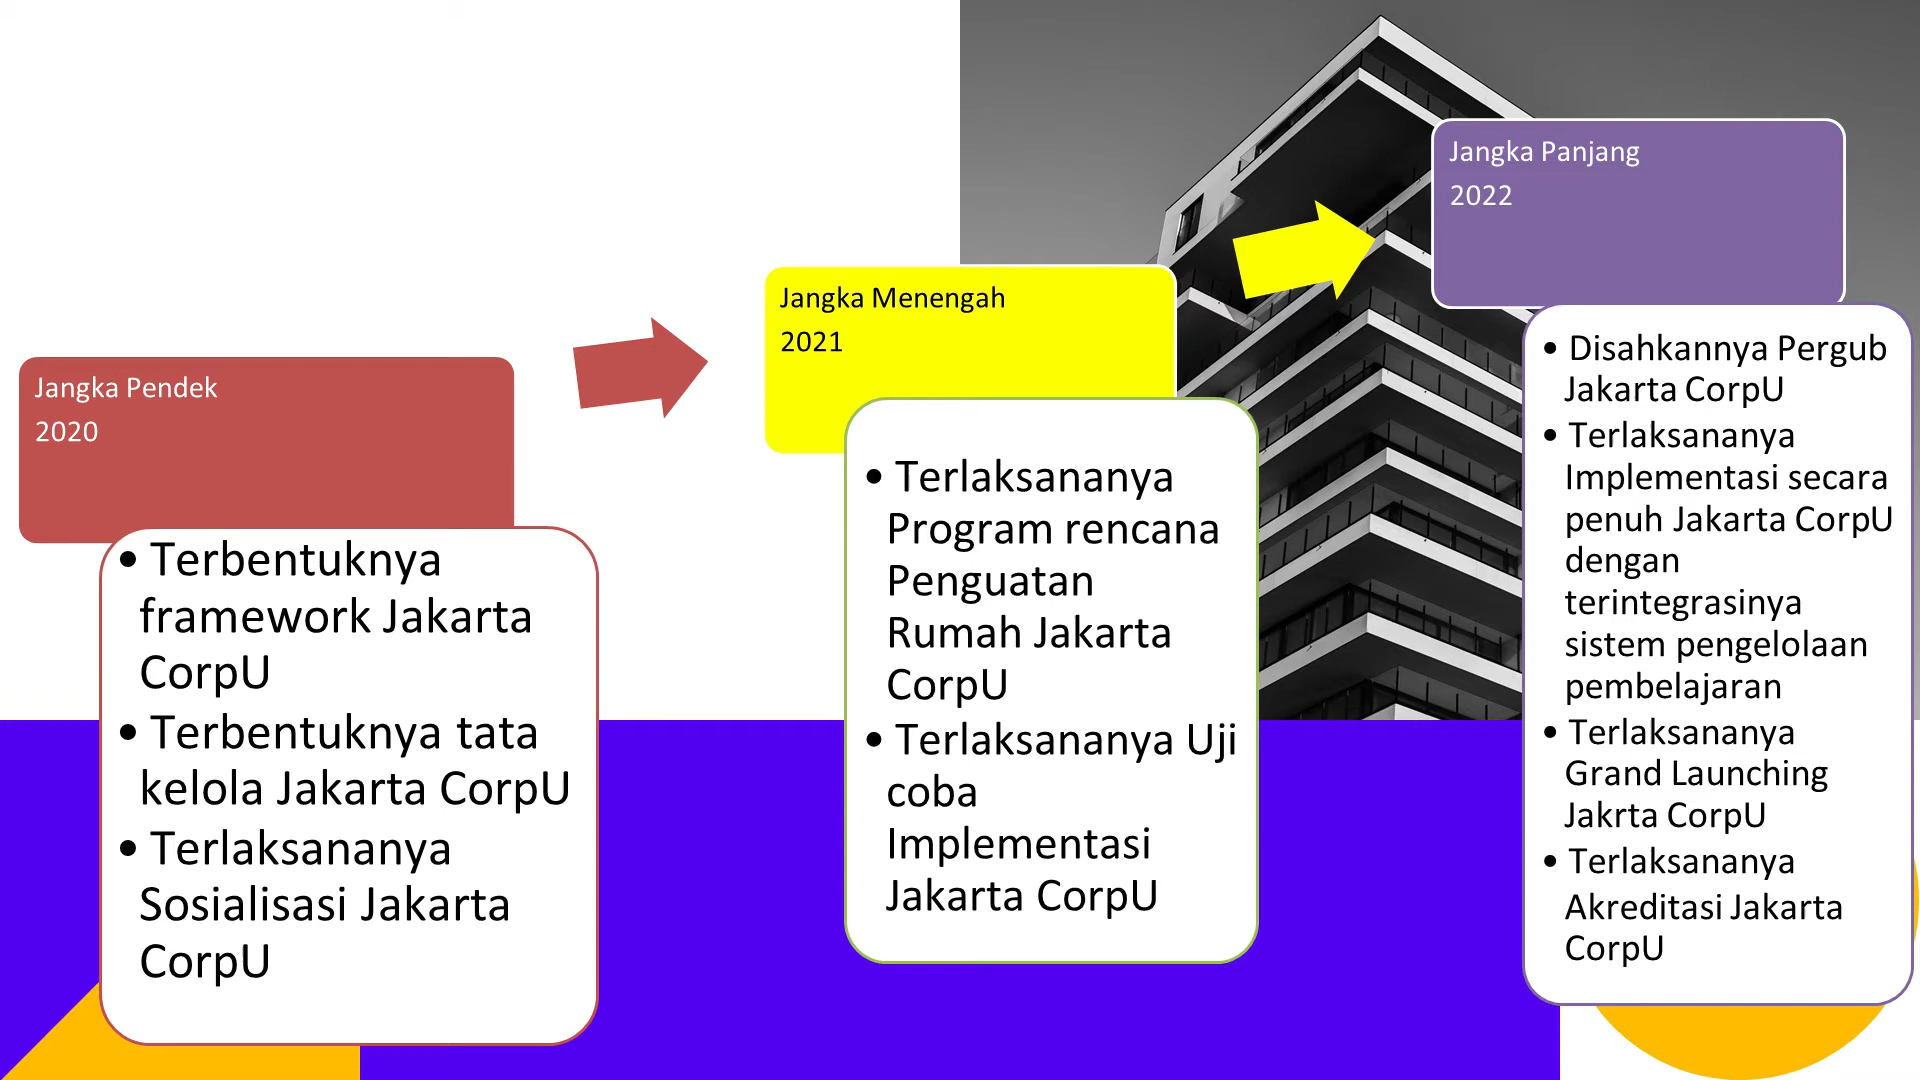 Jangka Pendek
2020
• Terbentuknya
framework Jakarta
CorpU
• Terbentuknya tata
kelola Jakarta CorpU
• Terlaksananya
Sosialisasi Jakarta
CorpU
Jangka Menengah
2021
• Terlaksananya
Program rencana
Penguatan
Rumah Jakarta
CorpU
• Terlaksananya Uji
coba
Implementasi
Jakarta CorpU
Jangka Panjang
2022
• Disahkannya Pergub
Jakarta CorpU
• Terlaksananya
Implementasi secara
penuh Jakarta CorpU
dengan
terintegrasinya
sistem pengelolaan
pembelajaran
• Terlaksananya
Grand Launching
Jakrta CorpU
• Terlaksananya
Akreditasi Jakarta
CorpU